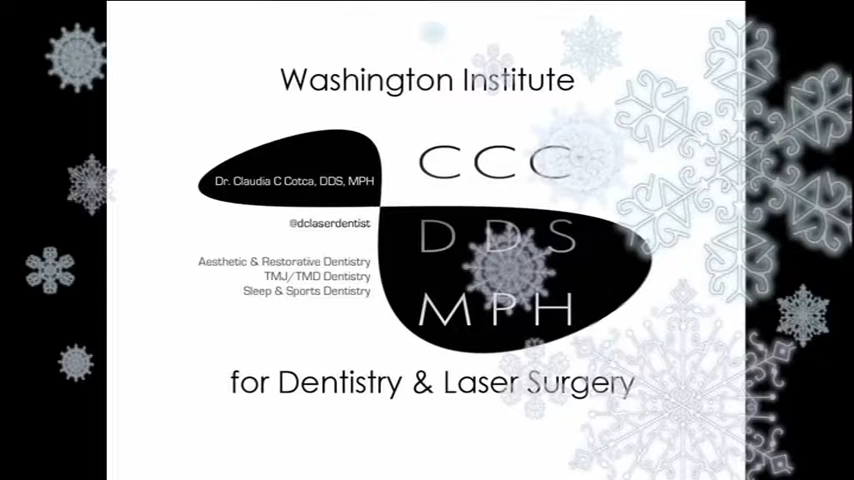 Washington Institute
Dr. Claudia C Cotca, DDS, MPH
CCC
@dclaserdentist
DDS
Aesthetic & Restorative Dentistry
TMJ/TMD Dentistry
Sleep & Sports Dentistry
MPH
for Dentistry & Laser Surgery